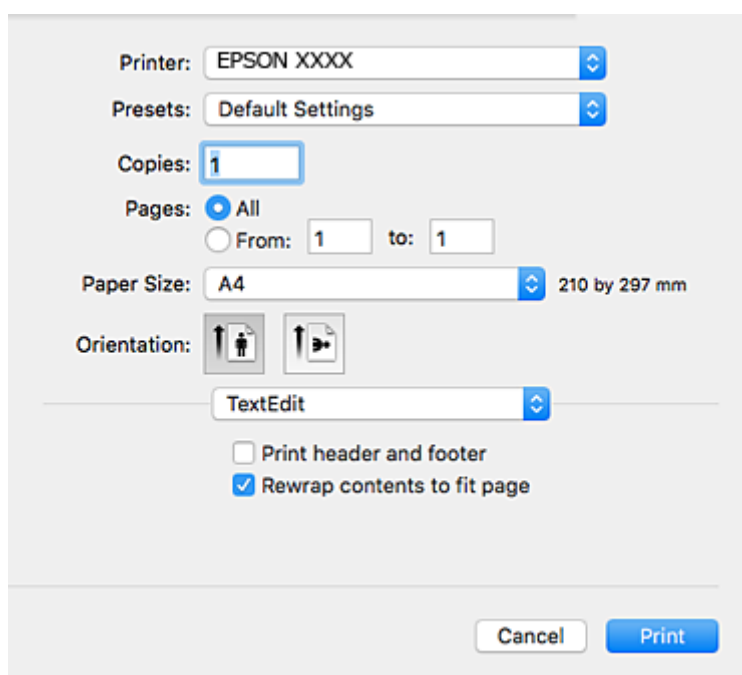 Printer: EPSON XXXX
Presets: Default Settings
Copies: 1
Pages: All
From: 1 to: 1
Paper Size: A4 210 by 297 mm
Orientation:
TextEdit
Print header and footer
Rewrap contents to fit page
Cancel Print